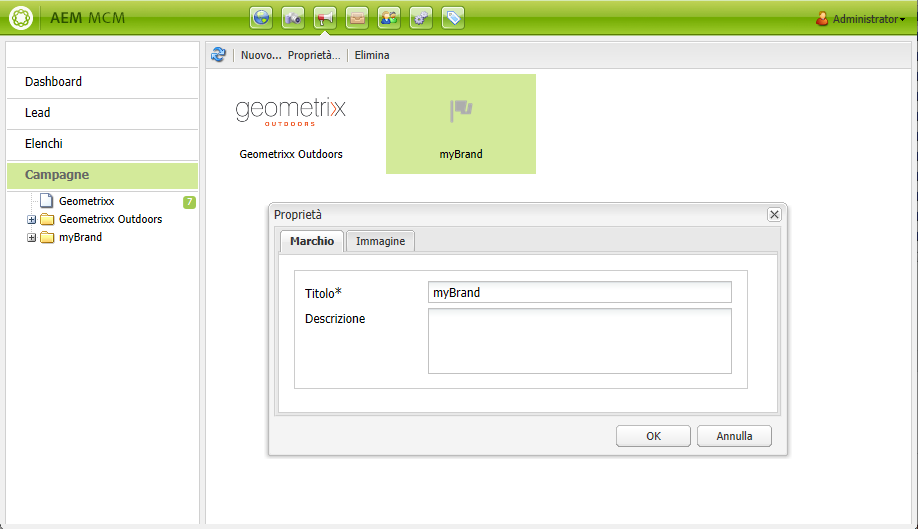 AEM MCM
Administrator
Nuovo... Proprietà... Elimina
Dashboard
Lead
Elenchi
Campagne
Geometrixx 7
Geometrixx Outdoors
myBrand
geometrixx
OUTDOORS
Geometrixx Outdoors
myBrand
Proprietà
Marchio Immagine
Titolo* myBrand
Descrizione
OK Annulla